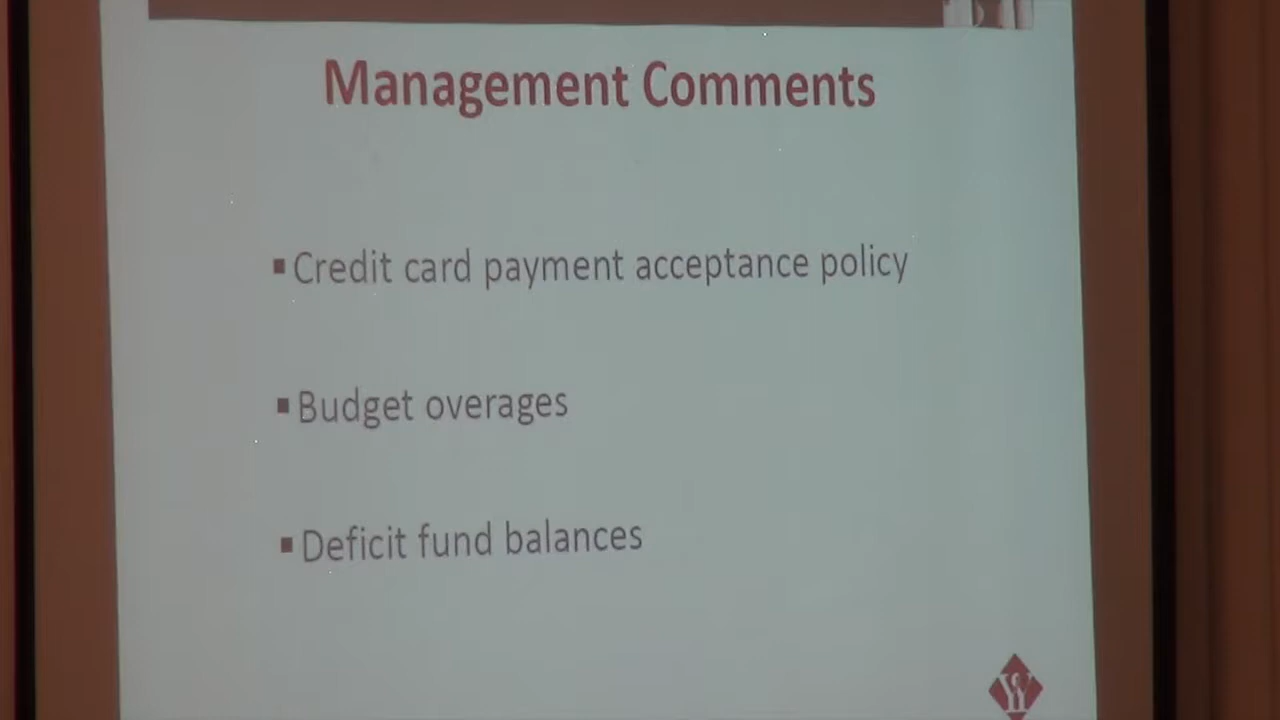 Management Comments
▪ Credit card payment acceptance policy
▪ Budget overages
▪ Deficit fund balances